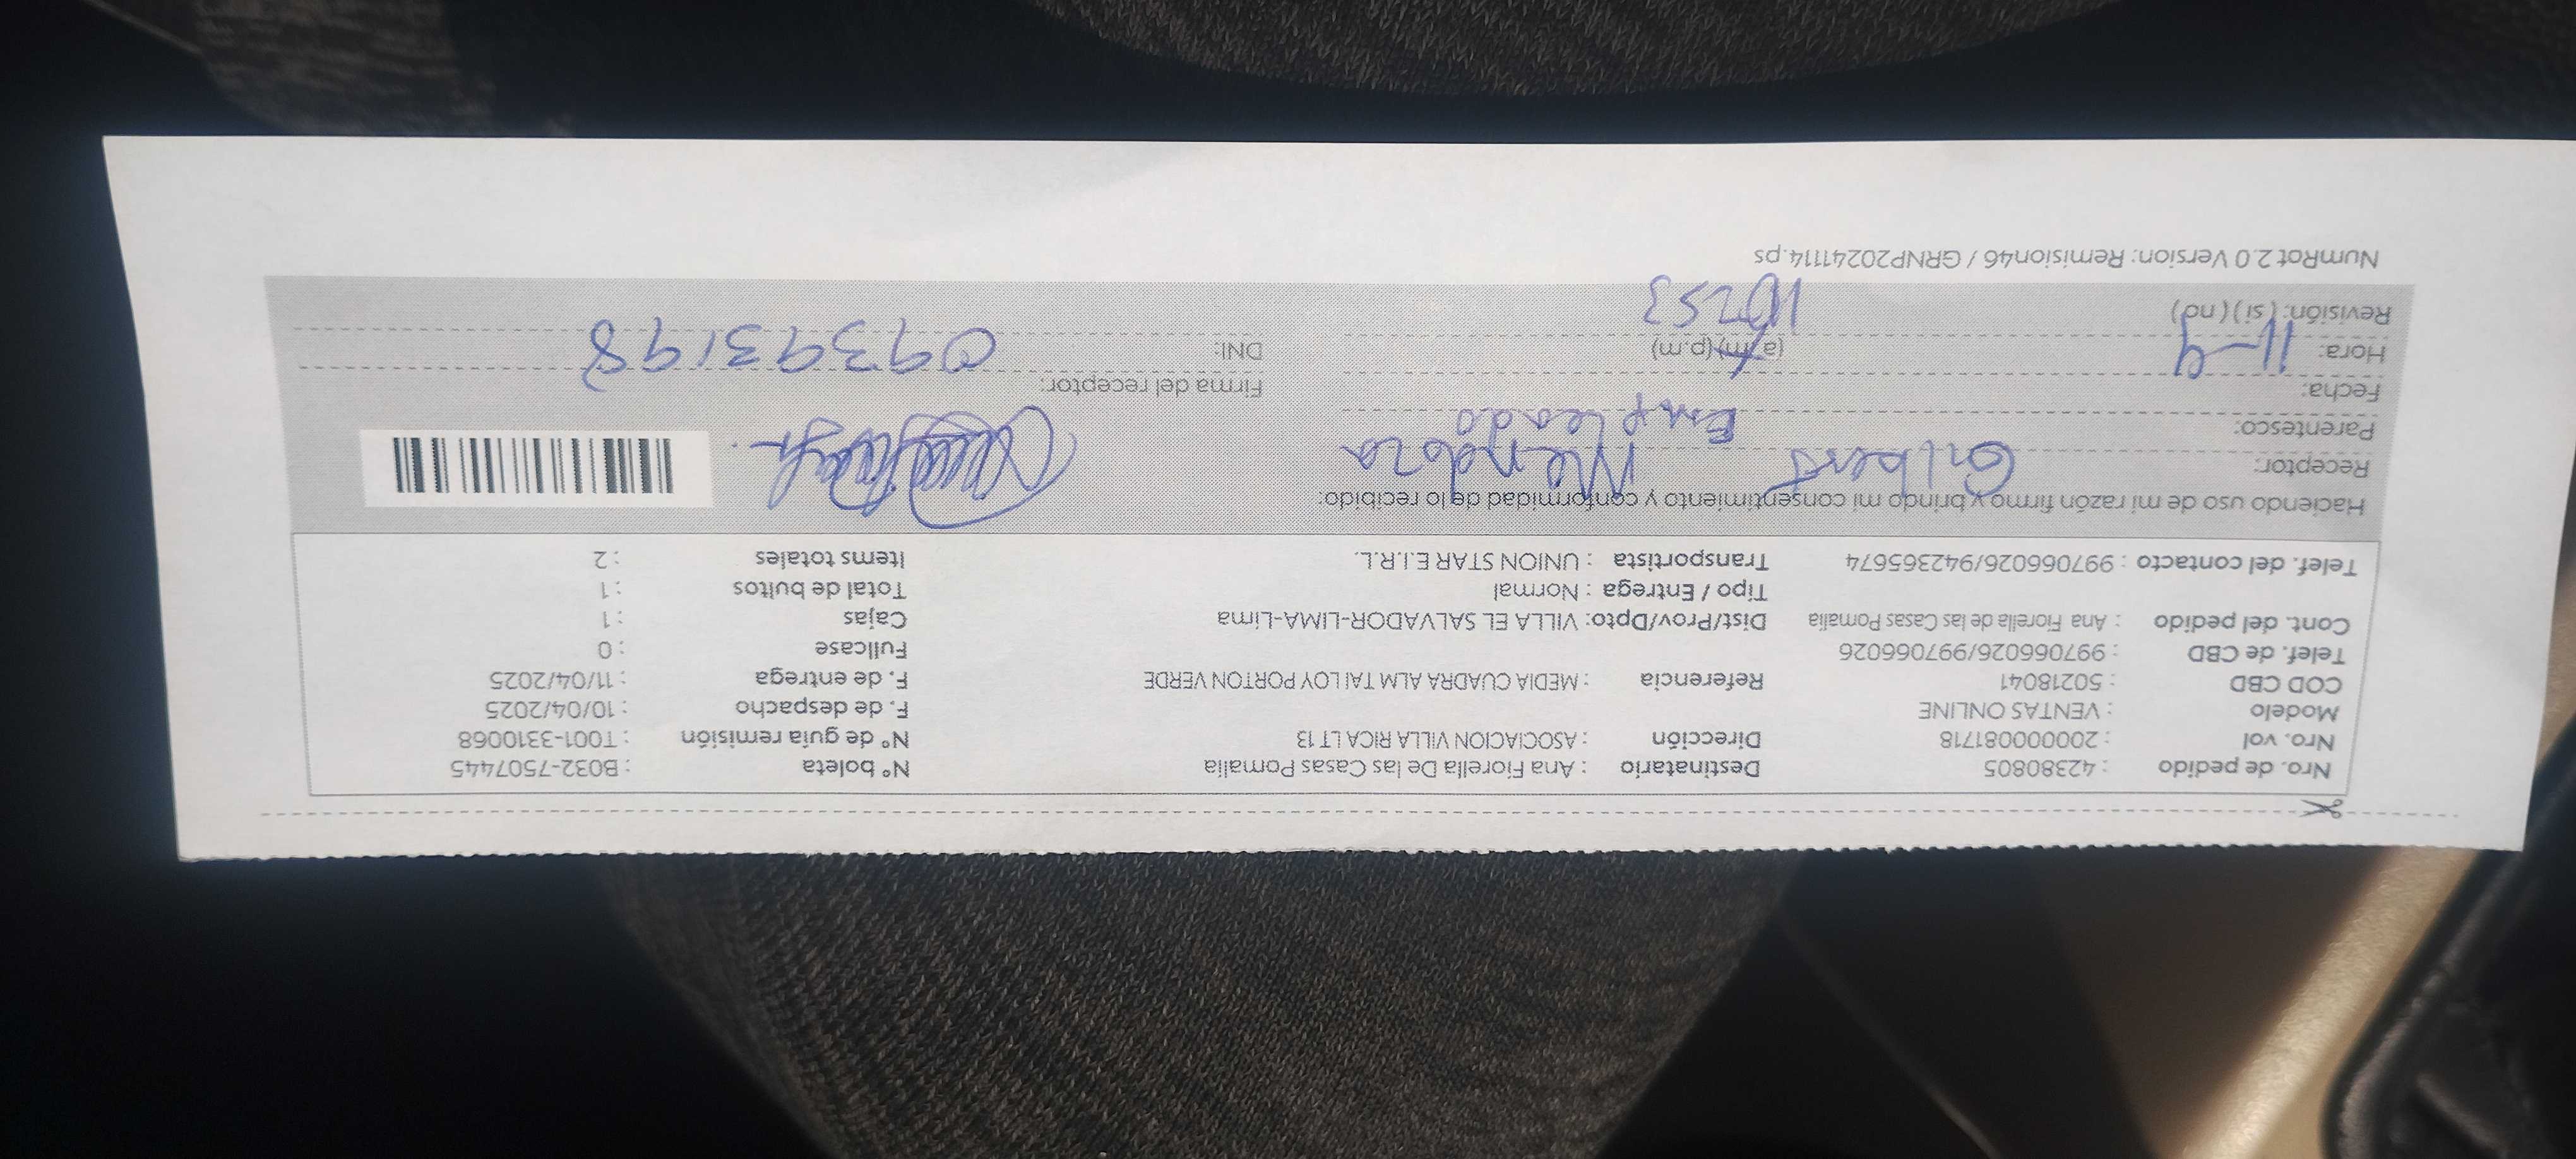 Nro. de pedido : 42380805 Destinatario : Ana Fiorella De las Casas Pomalia N° boleta : B032-7507445
Nro. vol : 2000000081718 Dirección : ASOCIACION VILLA RICA LT 13 N° de guia remisión : T001-3310068
Modelo : VENTAS ONLINE F. de despacho : 10/04/2025
COD CBD : 50218041 Referencia : MEDIA CUADRA ALM TAI LOY PORTON VERDE F. de entrega : 11/04/2025
Telef. de CBD : 997066026/997066026 Fullcase : 0
Cont. del pedido : Ana Fiorella de las Casas Pomalia Dist/Prov/Dpto: VILLA EL SALVADOR-LIMA-Lima Cajas : 1
Tipo / Entrega : Normal Total de bultos : 1
Telef. del contacto : 997066026/942365674 Transportista : UNION STAR E.I.R.L. Items totales : 2
Haciendo uso de mi razón firmo y brindo mi consentimiento y conformidad de lo recibido:
Receptor: Gilbert Mendoza
Parentesco: Empleado
Fecha: 11-4 Firma del receptor:
Hora: (a.m)(p.m) DNI: 09393198
Revisión: (si) (no)
NumRot 2.0 Version: Remision46 / GRNP20241114.ps